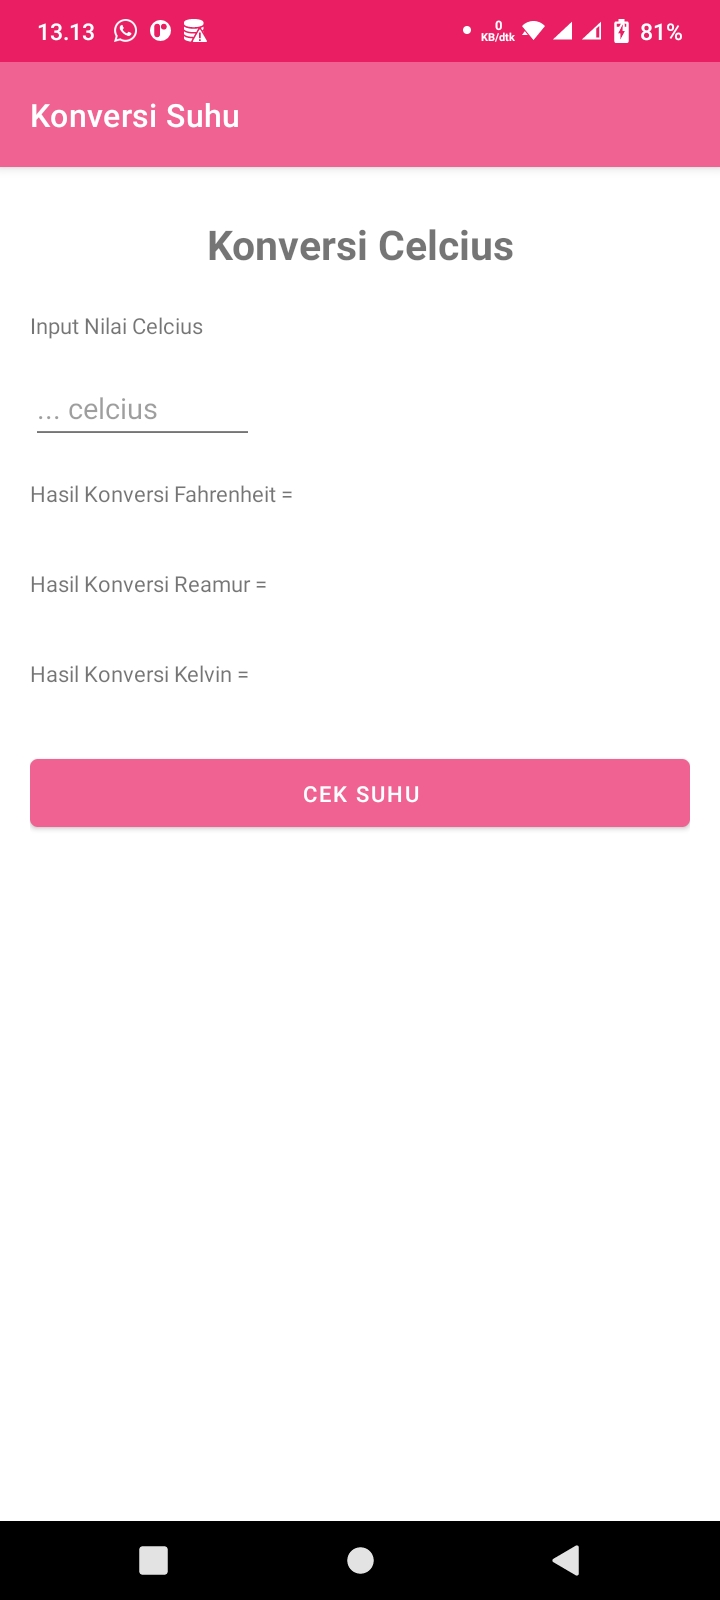 13.13
0
KB/dtk
81%
Konversi Suhu
Konversi Celcius
Input Nilai Celcius
... celcius
Hasil Konversi Fahrenheit =
Hasil Konversi Reamur =
Hasil Konversi Kelvin =
CEK SUHU